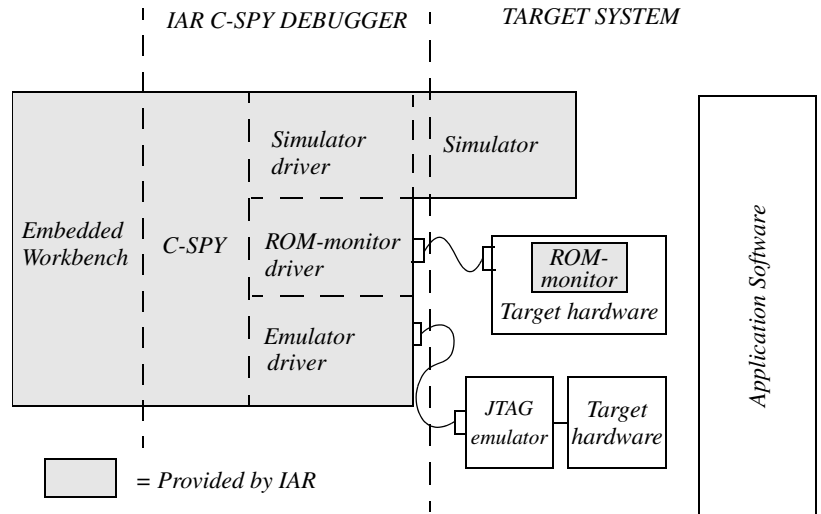 IAR C-SPY DEBUGGER
TARGET SYSTEM
Simulator
driver
Simulator
Embedded
Workbench
C-SPY
ROM-monitor
driver
ROM-
monitor
Target hardware
Emulator
driver
JTAG
emulator
Target
hardware
Application Software
= Provided by IAR